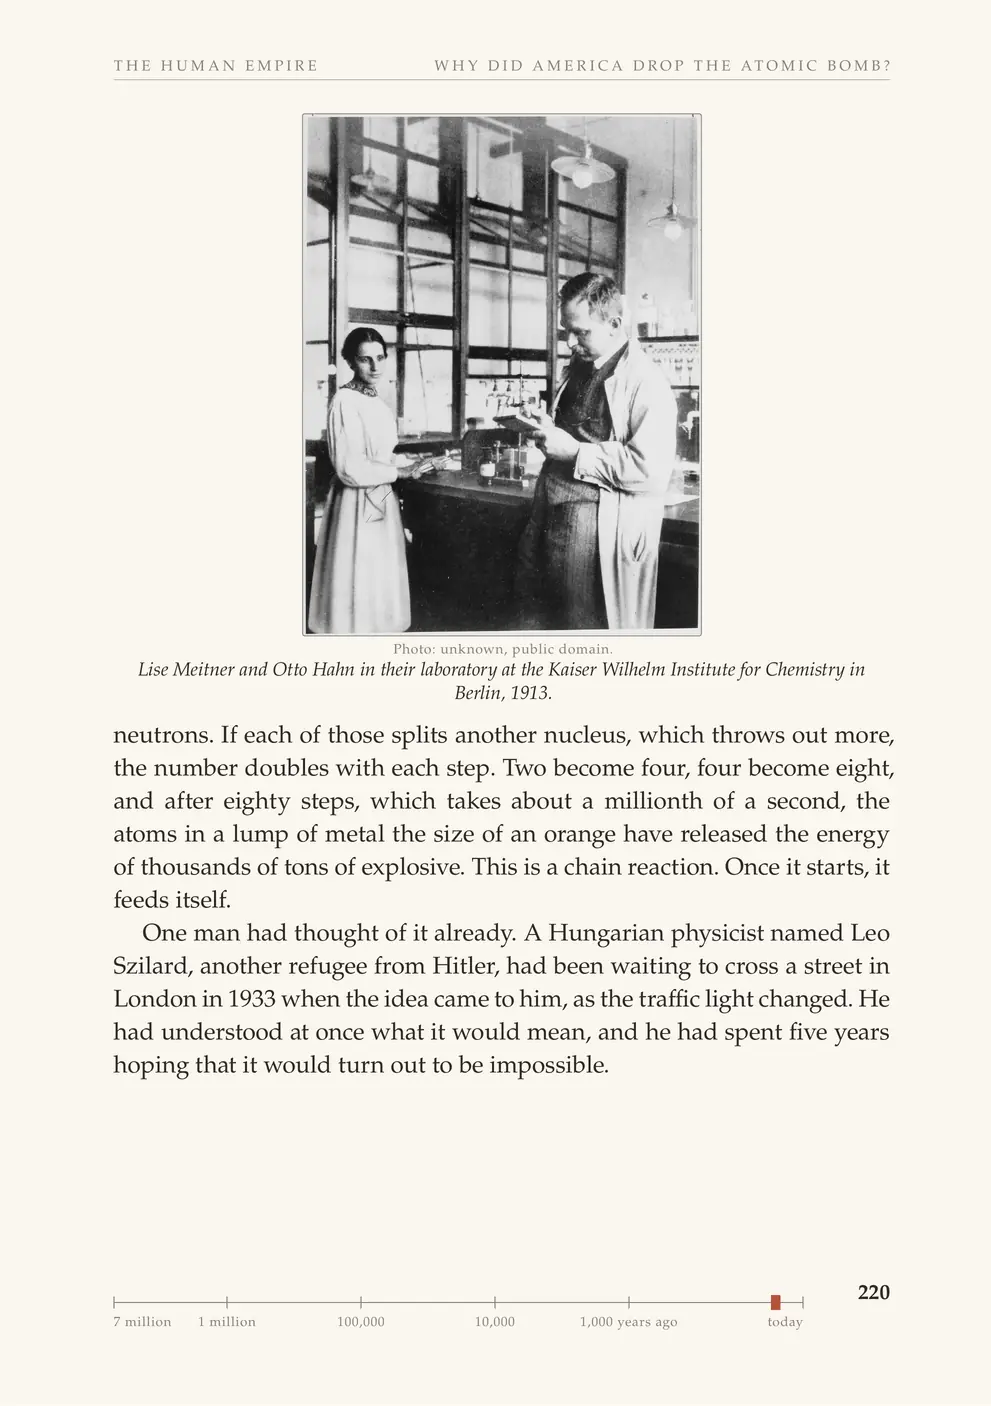 THE HUMAN EMPIRE
WHY DID AMERICA DROP THE ATOMIC BOMB?
Photo: unknown, public domain.
Lise Meitner and Otto Hahn in their laboratory at the Kaiser Wilhelm Institute for Chemistry in
Berlin, 1913.
neutrons. If each of those splits another nucleus, which throws out more,
the number doubles with each step. Two become four, four become eight,
and after eighty steps, which takes about a millionth of a second, the
atoms in a lump of metal the size of an orange have released the energy
of thousands of tons of explosive. This is a chain reaction. Once it starts, it
feeds itself.
One man had thought of it already. A Hungarian physicist named Leo
Szilard, another refugee from Hitler, had been waiting to cross a street in
London in 1933 when the idea came to him, as the traffic light changed. He
had understood at once what it would mean, and he had spent five years
hoping that it would turn out to be impossible.
220
7 million
1 million
100,000
10,000
1,000 years ago
today